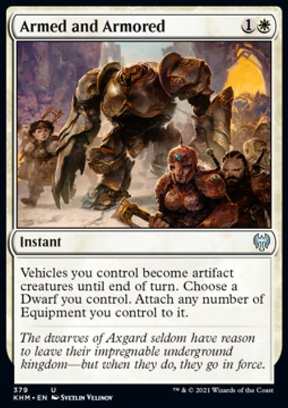 Armed and Armored 1
Instant
Vehicles you control become artifact
creatures until end of turn. Choose a
Dwarf you control. Attach any number of
Equipment you control to it.
The dwarves of Axgard seldom have reason
to leave their impregnable underground
kingdom—but when they do, they go in force.
379 U
KHM • EN Svetlin Velinov ™ & © 2021 Wizards of the Coast